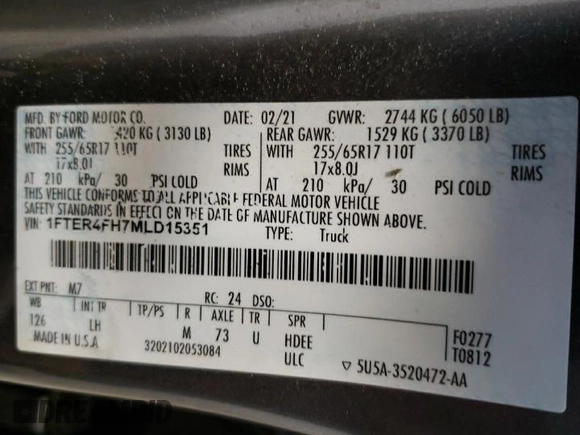 MFD. BY FORD MOTOR CO. DATE: 02/21 GVWR: 2744 KG ( 6050 LB)
FRONT GAWR: 1420 KG ( 3130 LB) REAR GAWR: 1529 KG ( 3370 LB)
WITH 255/65R17 110T TIRES WITH 255/65R17 110T TIRES
17x8.0J RIMS 17x8.0J RIMS
AT 210 kPa/ 30 PSI COLD AT 210 kPa/ 30 PSI COLD
THIS VEHICLE CONFORMS TO ALL APPLICABLE FEDERAL MOTOR VEHICLE
SAFETY STANDARDS IN EFFECT ON THE DATE OF MANUFACTURE SHOWN ABOVE.
VIN: 1FTER4FH7MLD15351 TYPE: Truck
EXT PNT: M7 RC: 24 DSO:
WB INT TR TP/PS R AXLE TR SPR
126 LH M 73 U HDEE F0277
MADE IN U.S.A 3202102053084 ULC T0812
▽ 5U5A-3520472-AA
DREAMBID